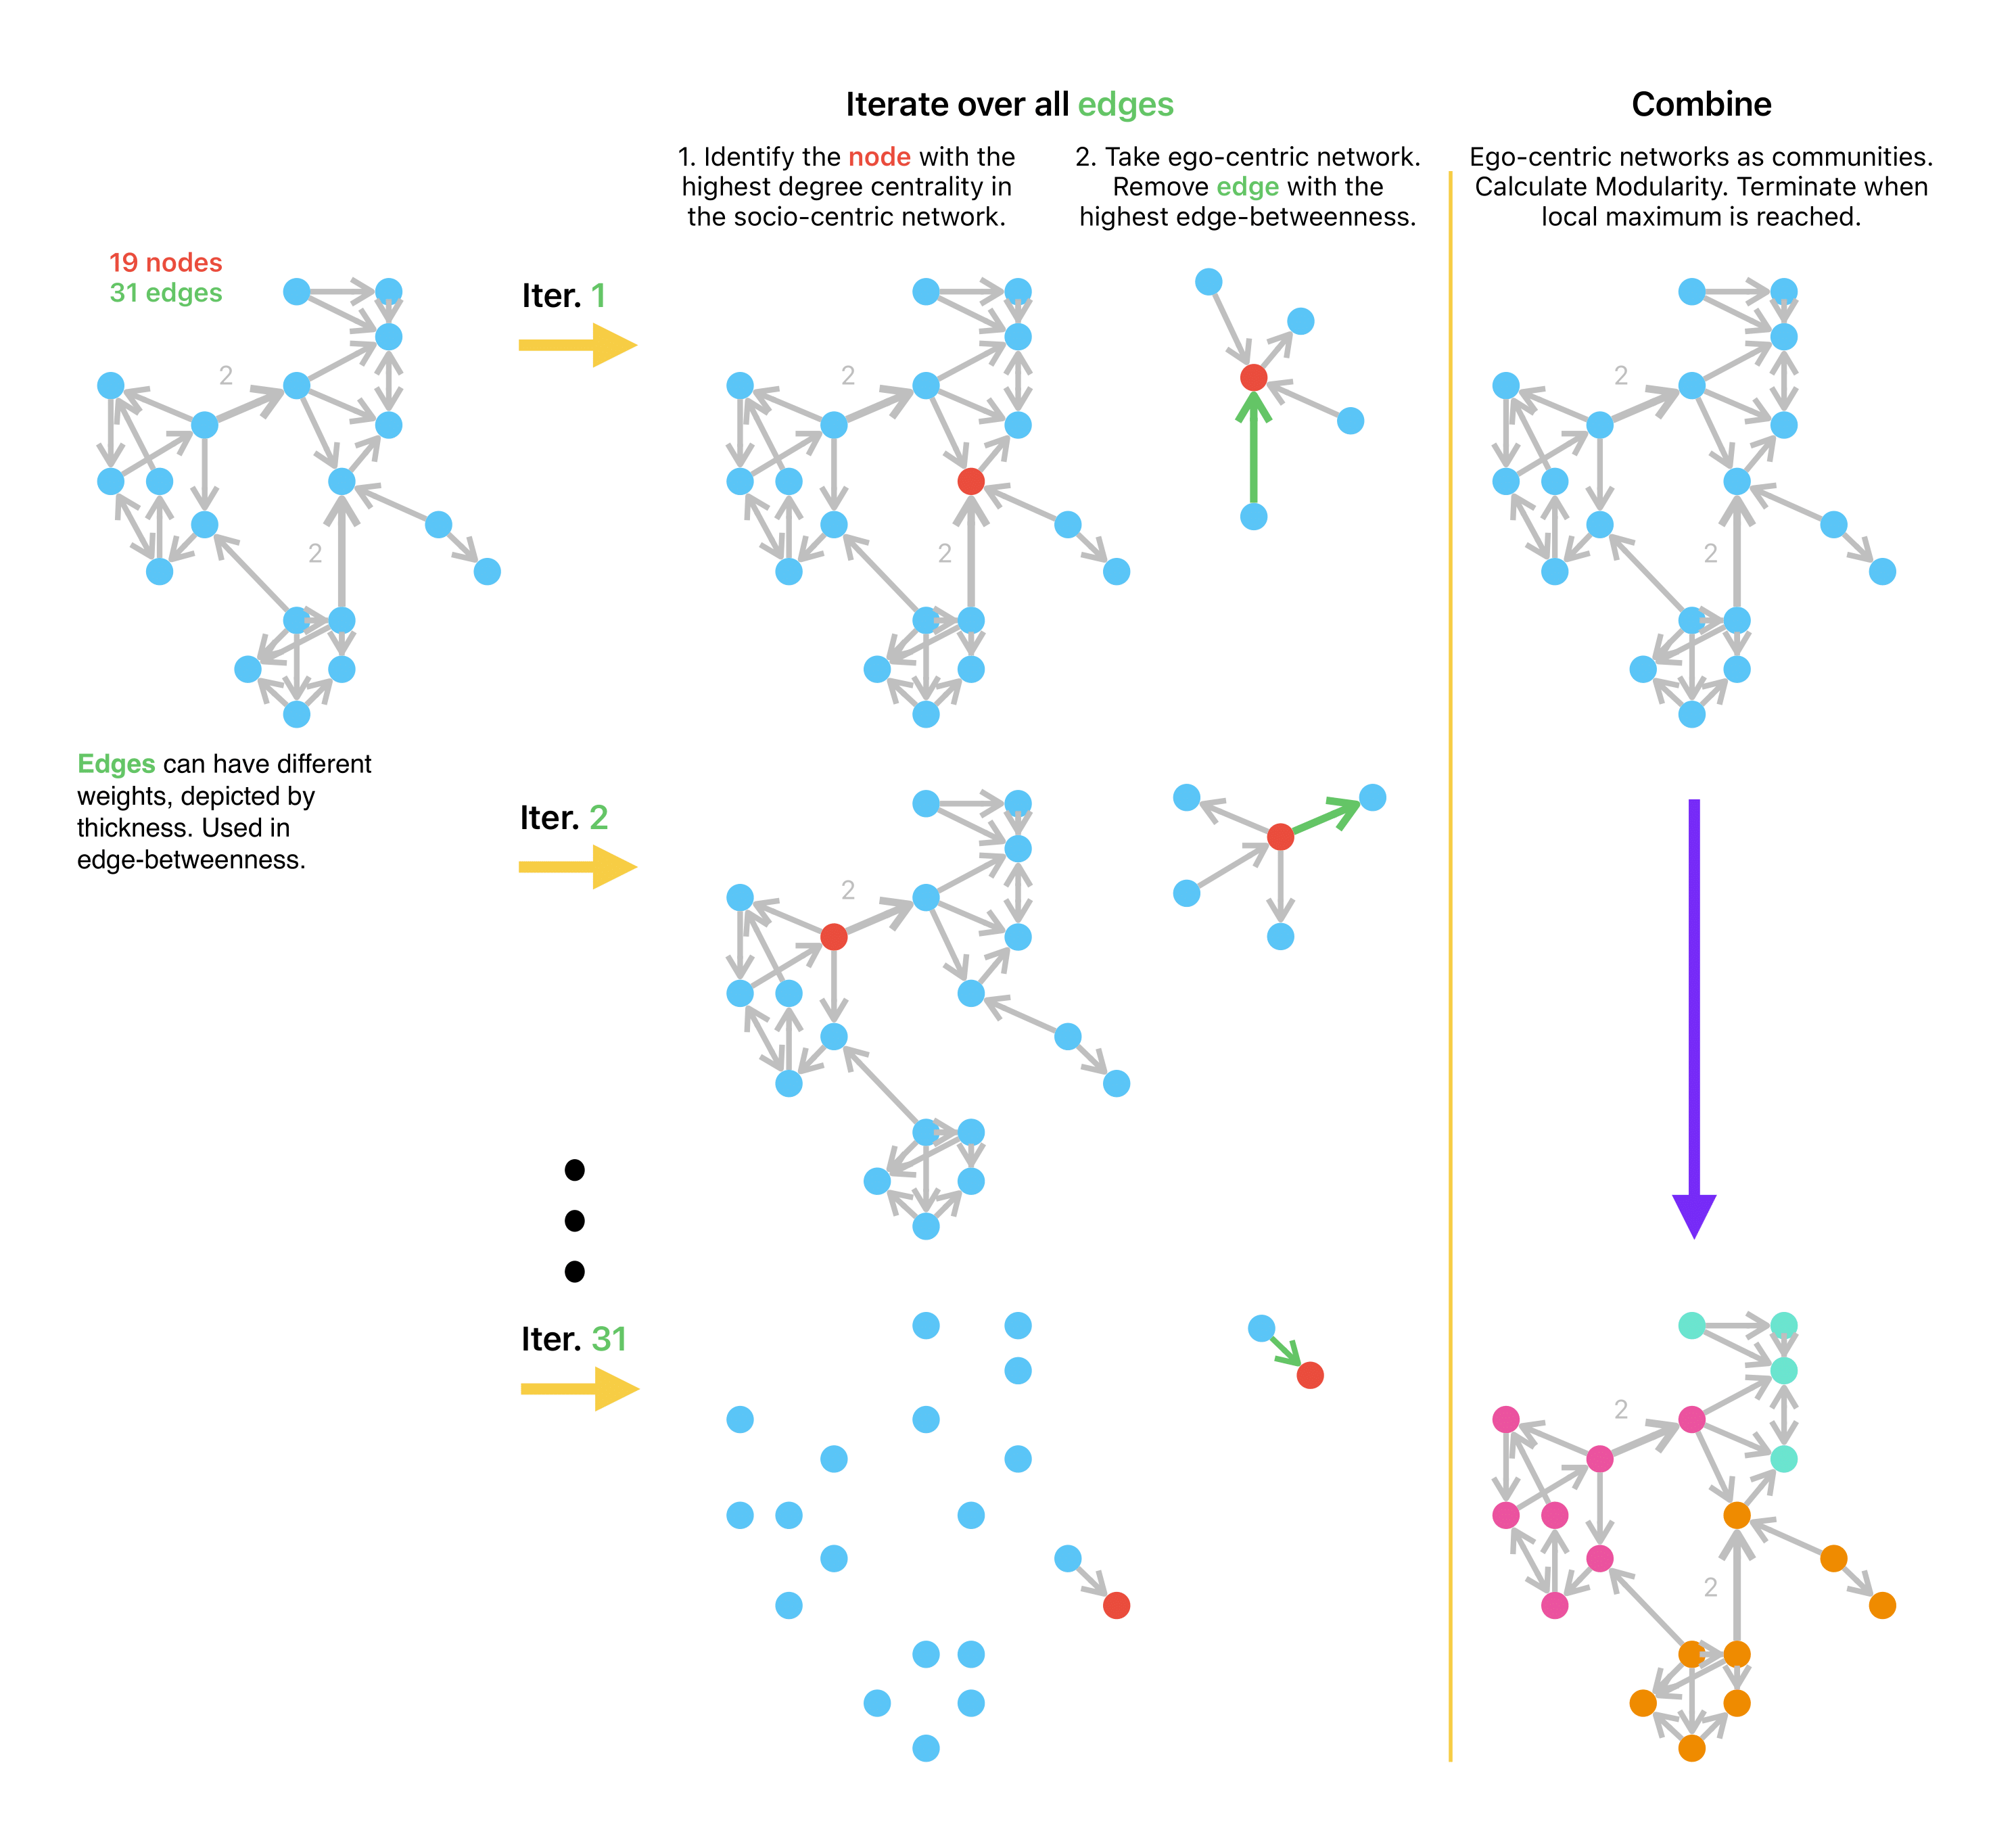 Iterate over all edges
1. Identify the node with the
highest degree centrality in
the socio-centric network.
2. Take ego-centric network.
Remove edge with the
highest edge-betweenness.
Combine
Ego-centric networks as communities.
Calculate Modularity. Terminate when
local maximum is reached.
19 nodes
31 edges
2
2
Edges can have different
weights, depicted by
thickness. Used in
edge-betweenness.
Iter. 1
2
2
2
2
Iter. 2
2
Iter. 31
2
2